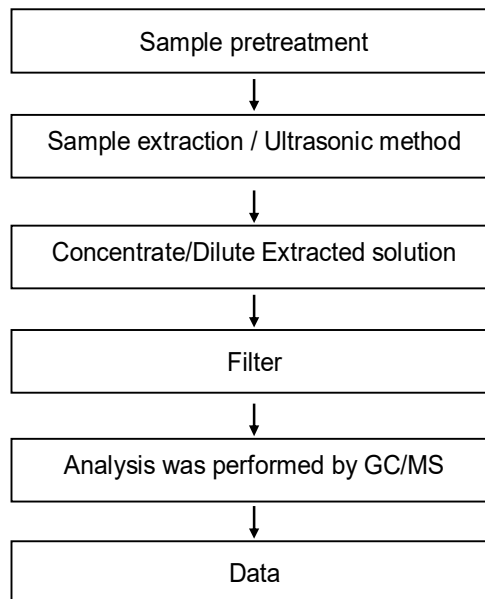 Sample pretreatment
Sample extraction / Ultrasonic method
Concentrate/Dilute Extracted solution
Filter
Analysis was performed by GC/MS
Data